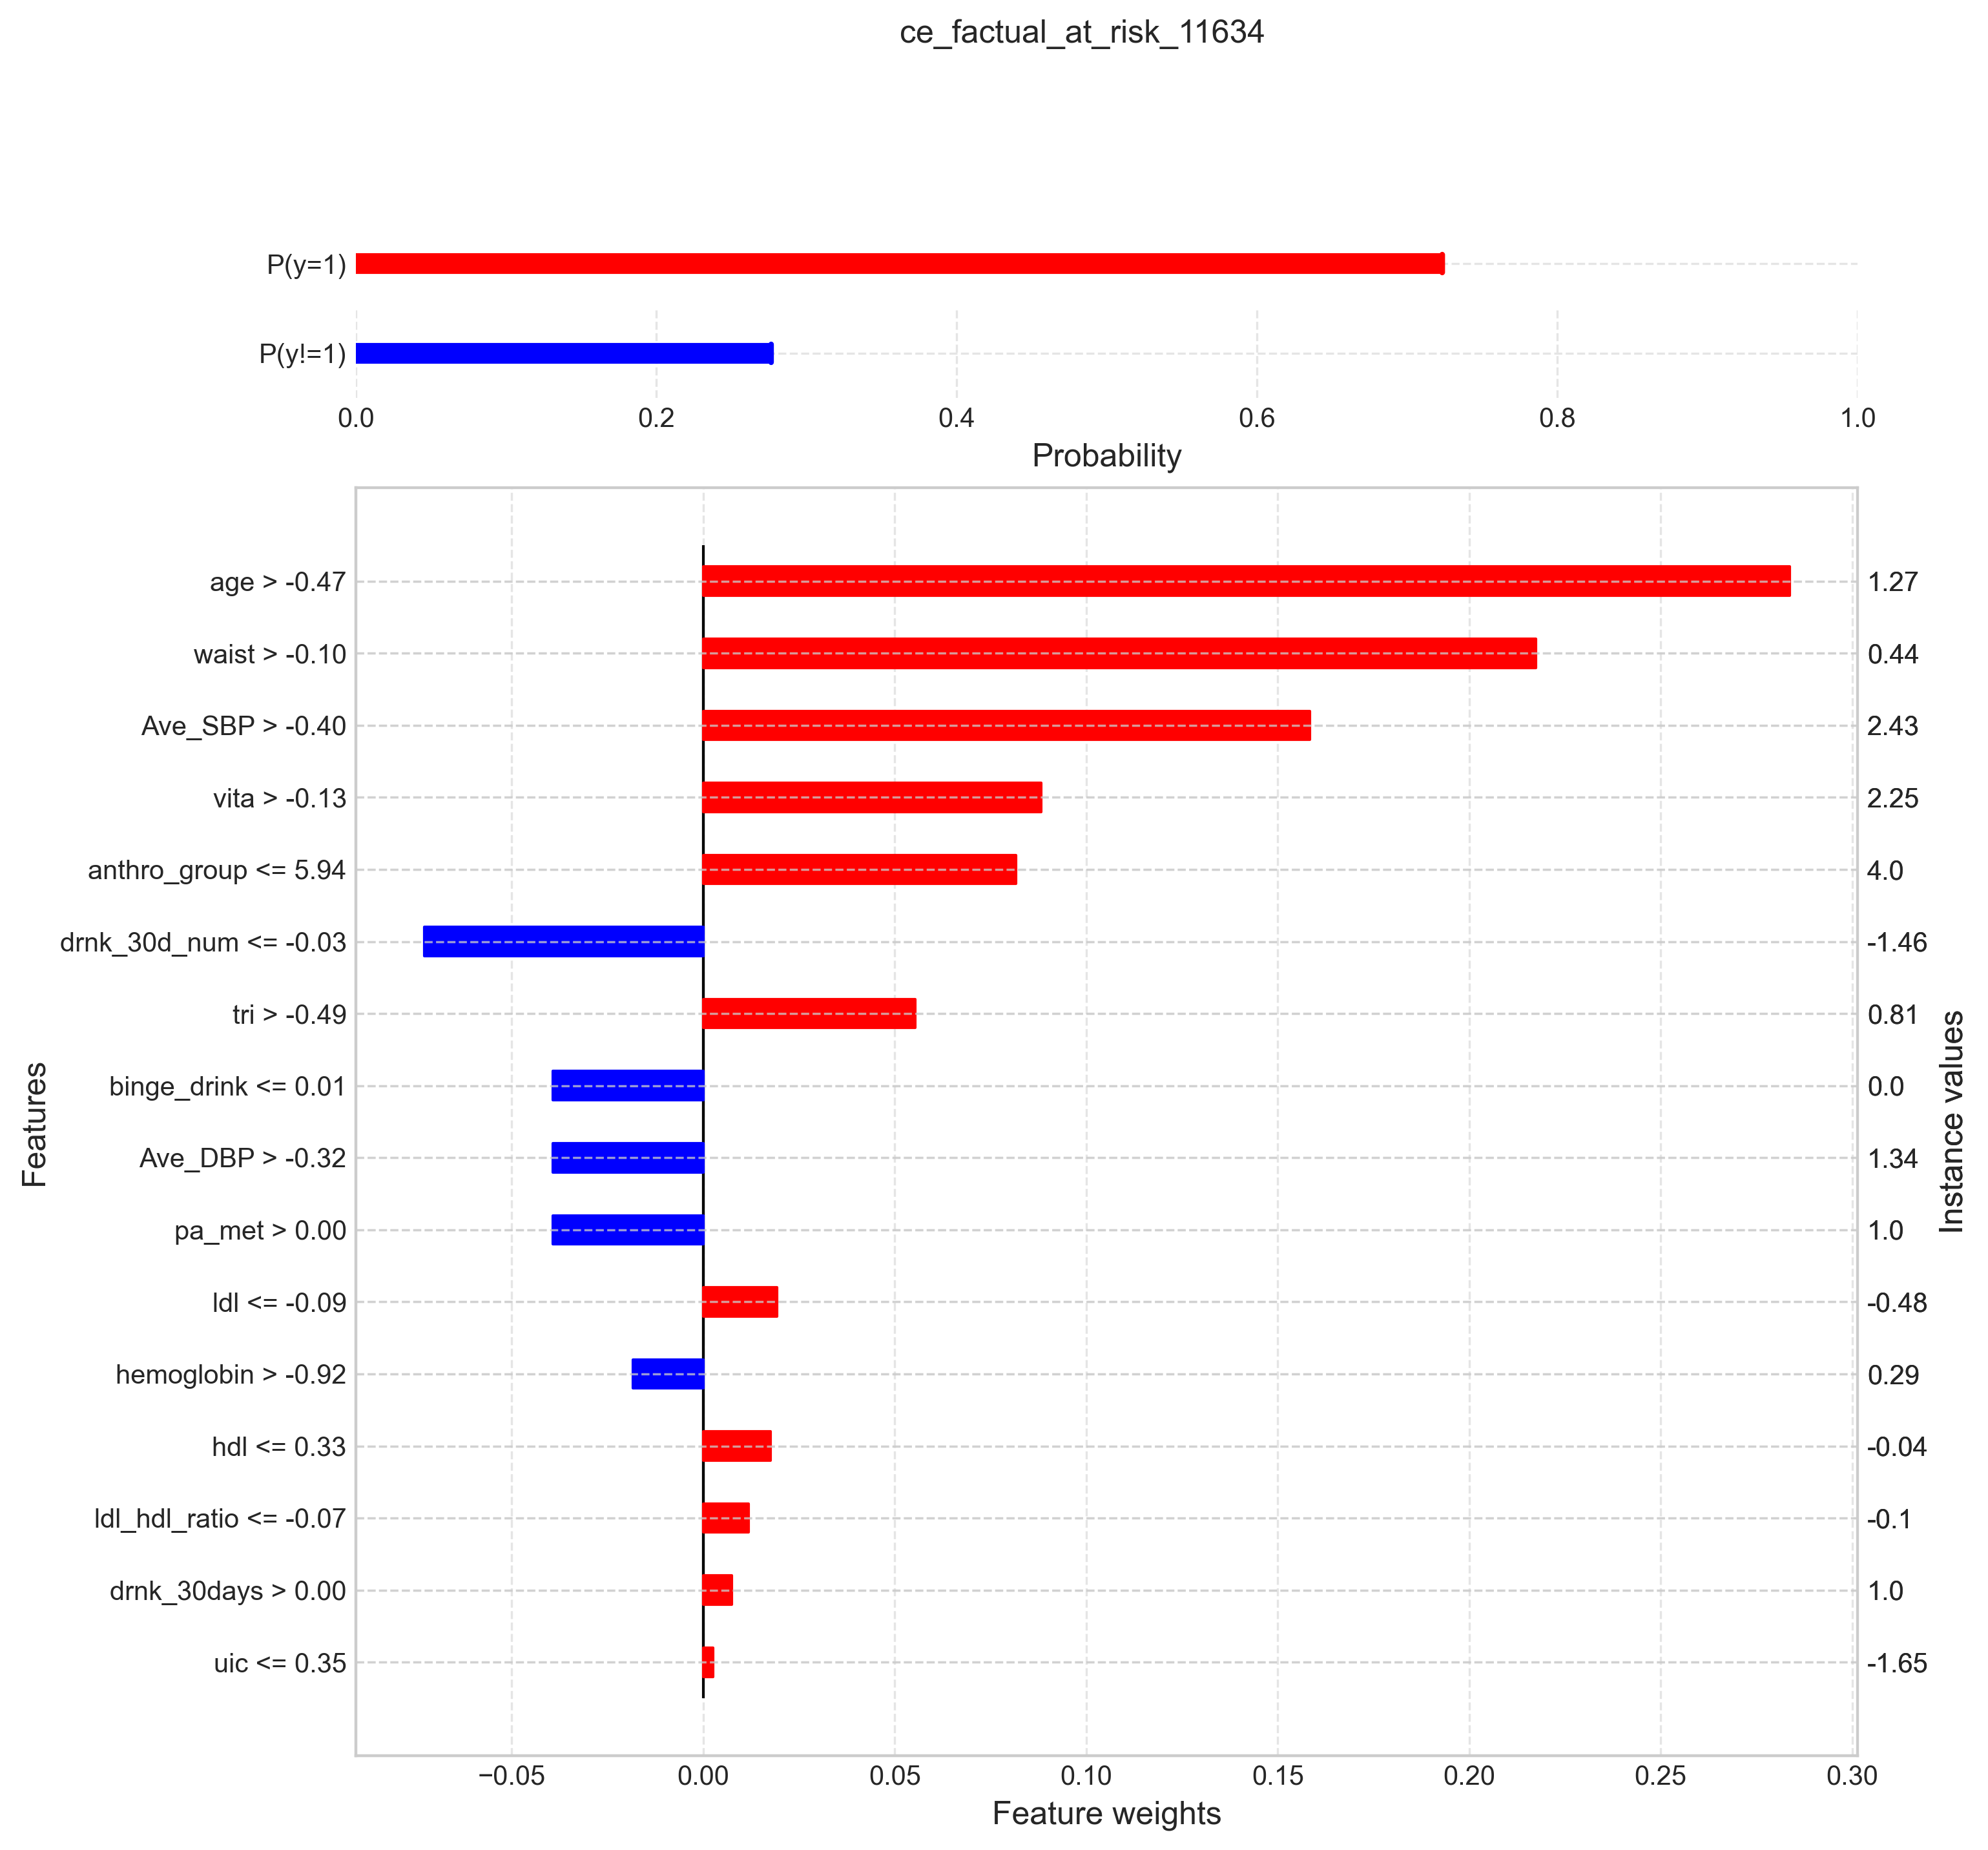 ce_factual_at_risk_11634
P(y=1)
P(y!=1)
0.0 0.2 0.4 0.6 0.8 1.0
Probability
age > -0.47 1.27
waist > -0.10 0.44
Ave_SBP > -0.40 2.43
vita > -0.13 2.25
anthro_group <= 5.94 4.0
drnk_30d_num <= -0.03 -1.46
tri > -0.49 0.81
binge_drink <= 0.01 0.0
Ave_DBP > -0.32 1.34
pa_met > 0.00 1.0
ldl <= -0.09 -0.48
hemoglobin > -0.92 0.29
hdl <= 0.33 -0.04
ldl_hdl_ratio <= -0.07 -0.1
drnk_30days > 0.00 1.0
uic <= 0.35 -1.65
Features
Instance values
−0.05 0.00 0.05 0.10 0.15 0.20 0.25 0.30
Feature weights